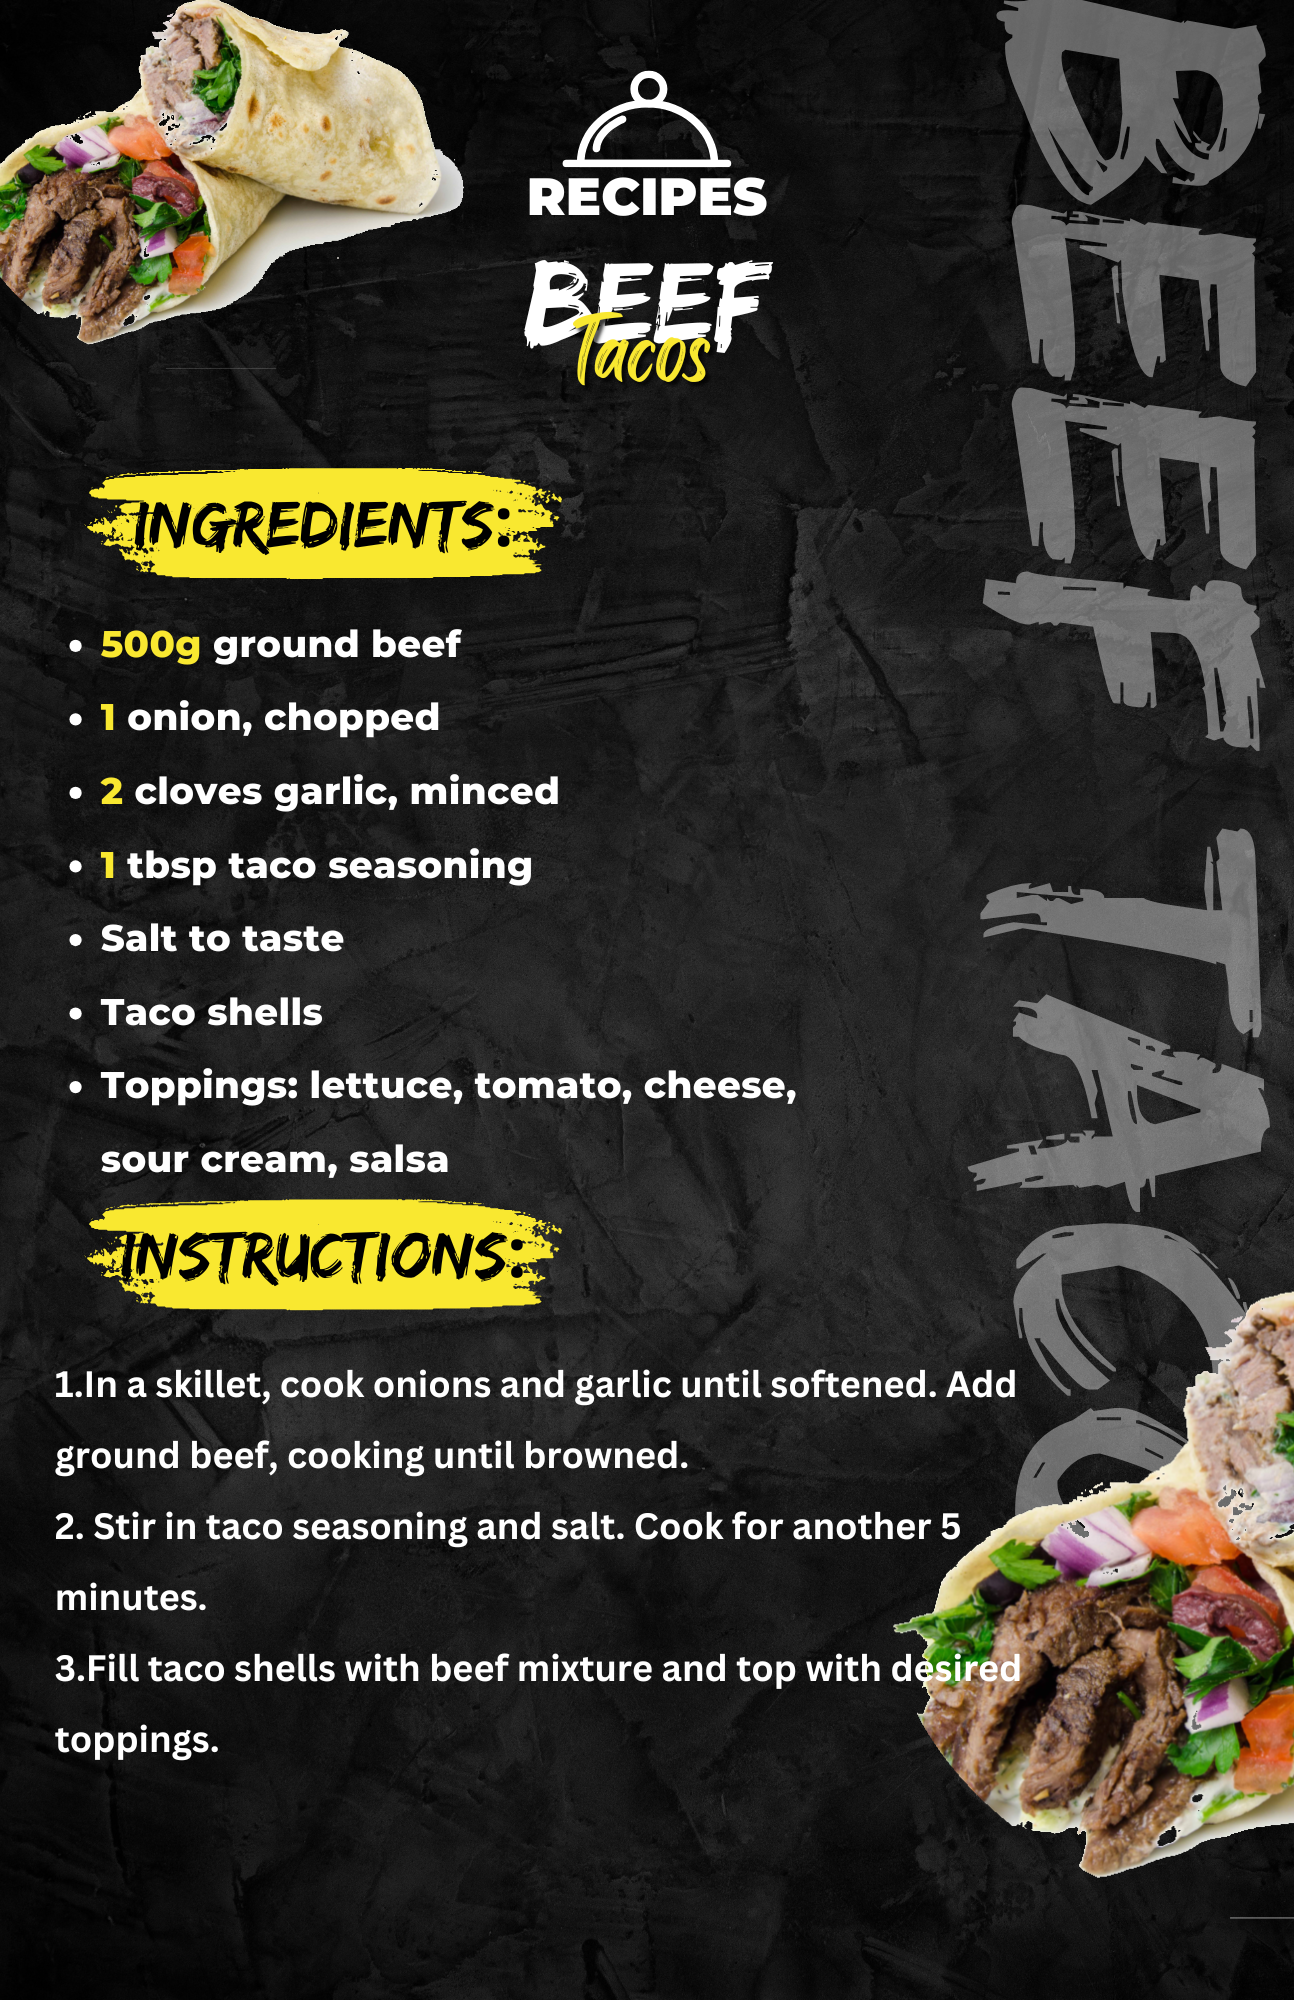 RECIPES
BEEF
Tacos
INGREDIENTS:
• 500g ground beef
• 1 onion, chopped
• 2 cloves garlic, minced
• 1 tbsp taco seasoning
• Salt to taste
• Taco shells
• Toppings: lettuce, tomato, cheese,
sour cream, salsa
INSTRUCTIONS:
1.In a skillet, cook onions and garlic until softened. Add
ground beef, cooking until browned.
2. Stir in taco seasoning and salt. Cook for another 5
minutes.
3.Fill taco shells with beef mixture and top with desired
toppings.
BEEF TACO